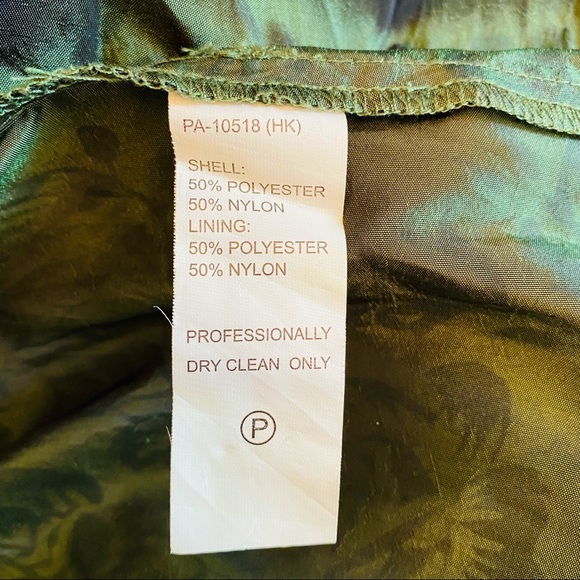 PA-10518 (HK)
SHELL:
50% POLYESTER
50% NYLON
LINING:
50% POLYESTER
50% NYLON
PROFESSIONALLY
DRY CLEAN ONLY
P